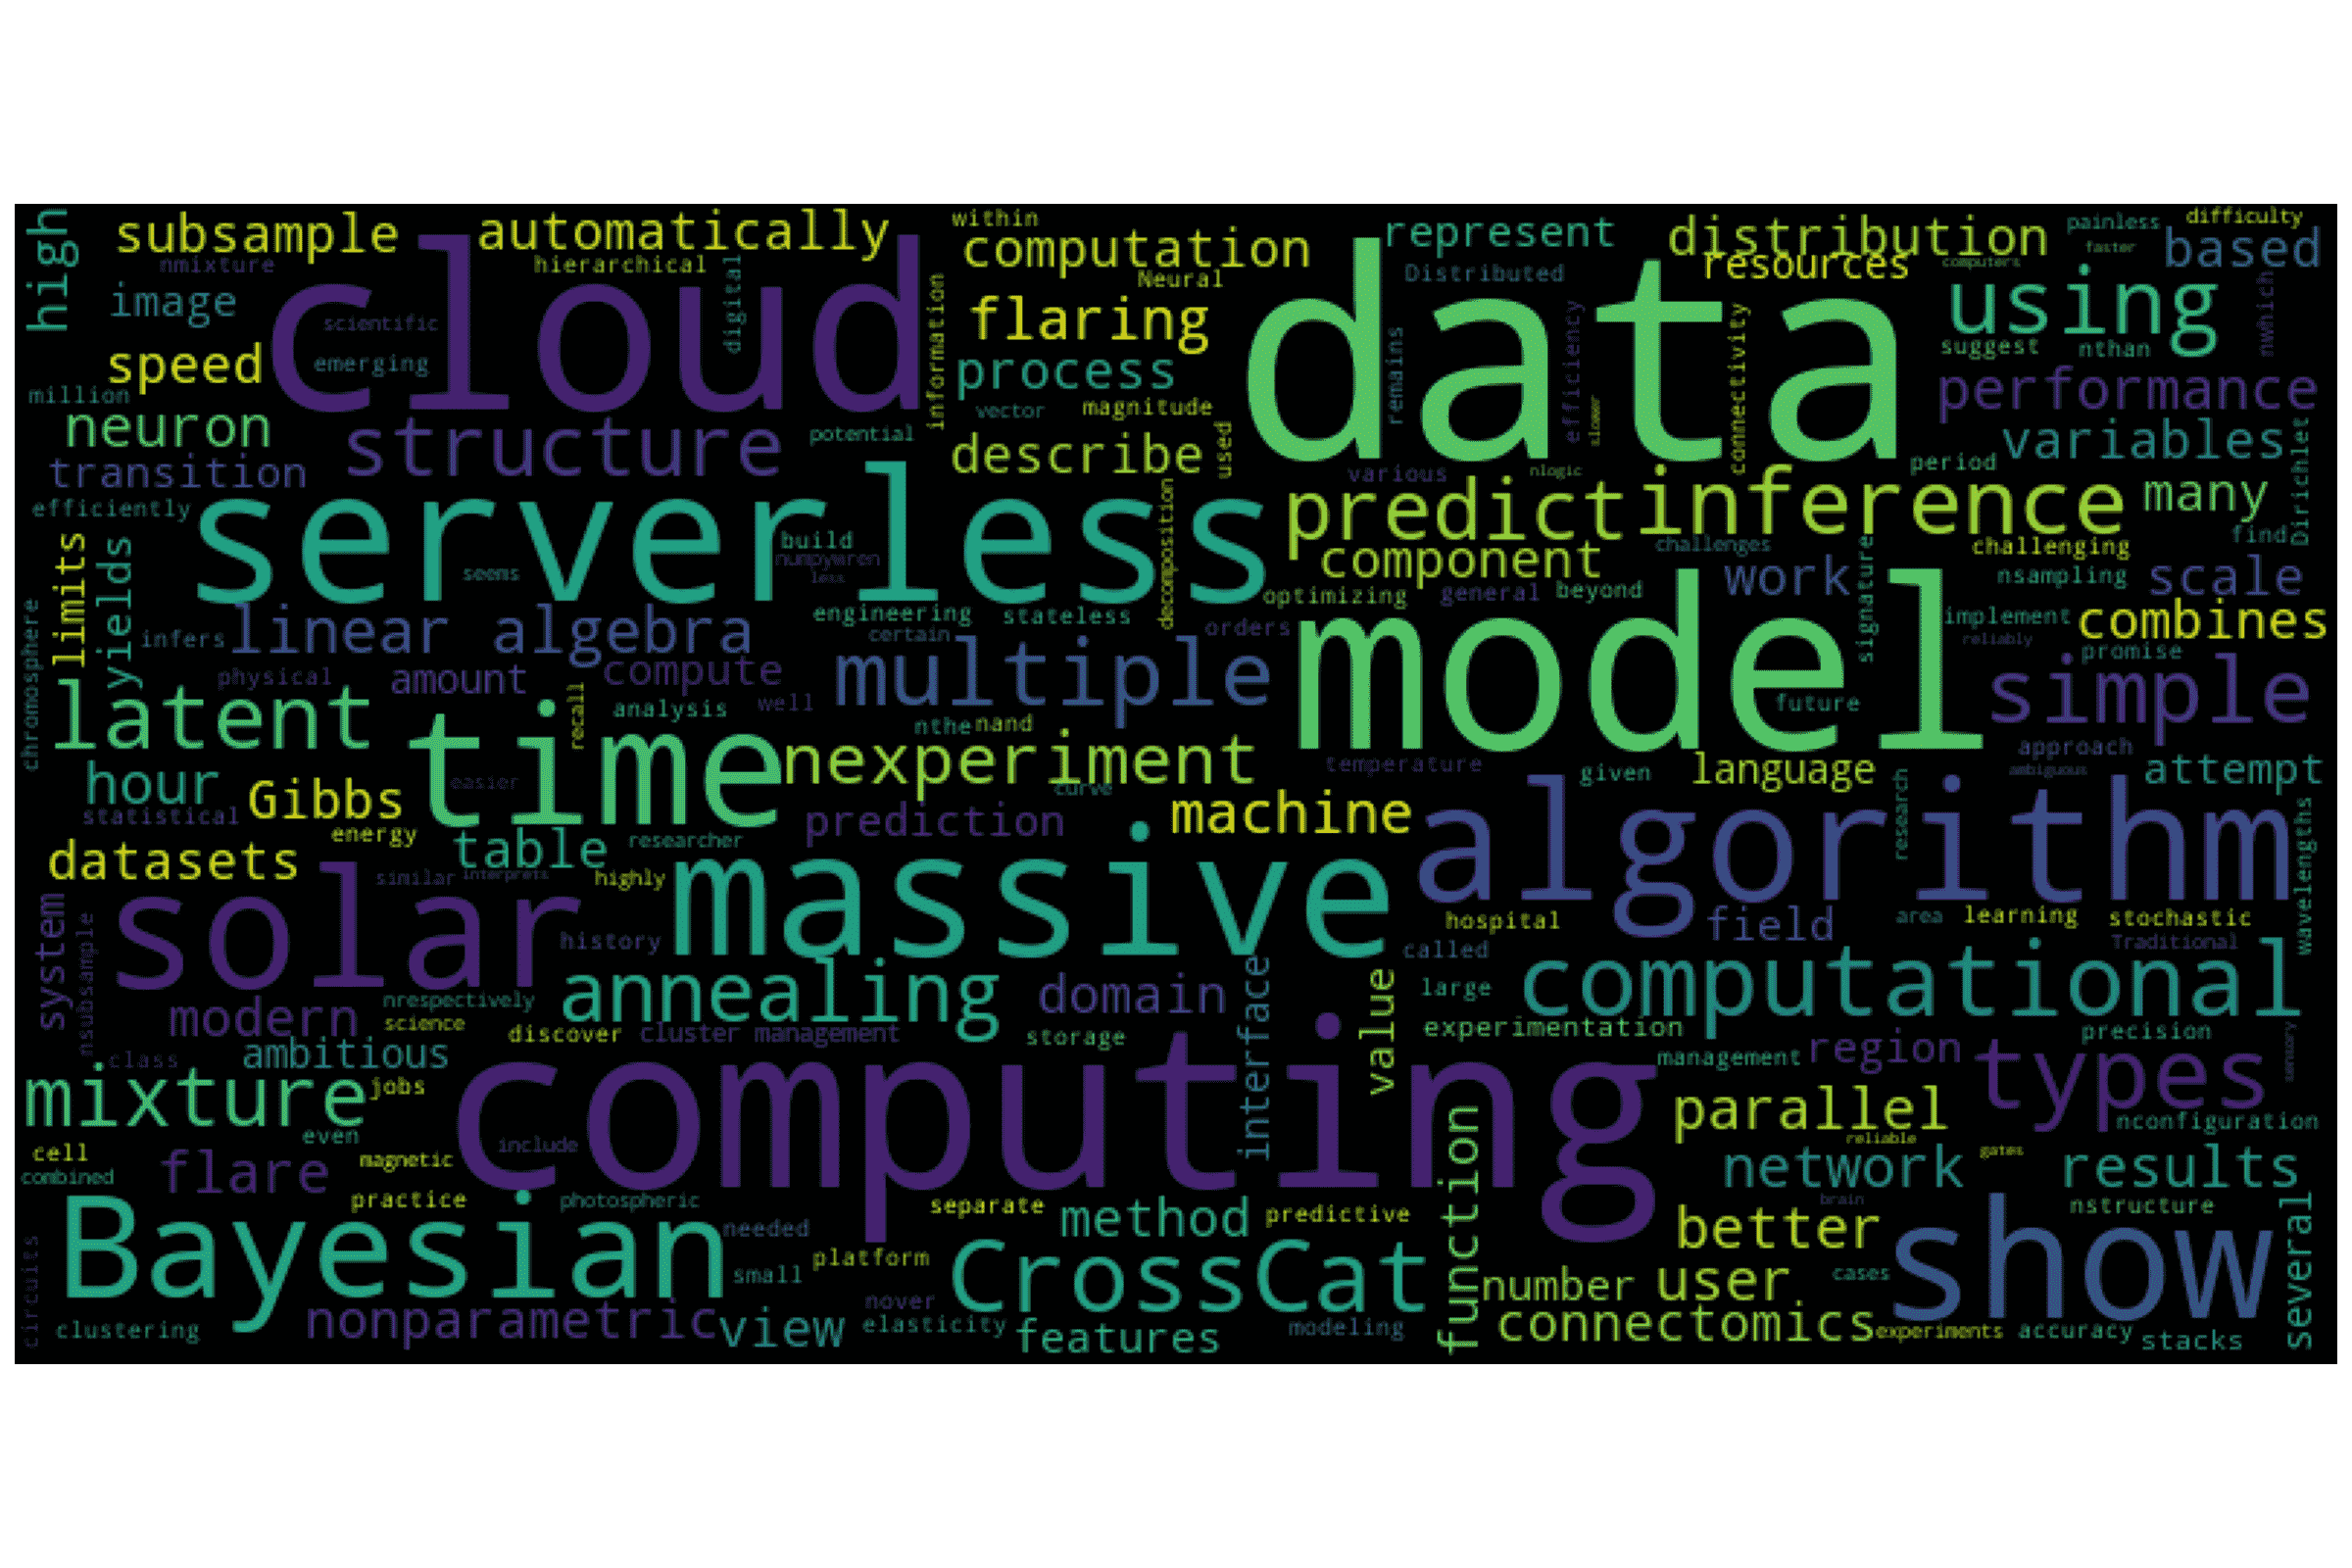 high
subsample
automatically
within
computation
represent
distribution
painless
difficulty
nmixture
hierarchical
digital
Neural
Distributed
resources
computers
faster
based
image
cloud
scientific
emerging
information
flaring
data
remains
efficiency
connectivity
using
nwhich
speed
process
suggest
nthan
million
vector
magnitude
slower
performance
neuron
structure
potential
describe
used
variables
transition
various
nlogic
period
Dirichlet
efficiently
serverless
decomposition
predict
inference
many
limits
yields
build
numpywren
less
seems
component
challenges
challenging
find
work
signature
nsampling
scale
chromosphere
infers
linear algebra
engineering
stateless
certain
optimizing
general
beyond
orders
implement
reliably
combines
physical
amount
compute
multiple
model
promise
latent
time
recall
analysis
well
nthe
nand
future
simple
hour
Gibbs
easier
nexperiment
curve
temperature
given
language
approach
ambiguous
attempt
statistical
energy
table
researcher
prediction
machine
algorithm
research
wavelengths
datasets
similar
interprets
highly
massive
system
nsubsample
solar
history
hospital
field
area
learning
stochastic
called
Traditional
modern
nrespectively
science
annealing
domain
interface
value
large
computational
class
ambitious
discover
cluster management
storage
experimentation
precision
management
region
types
sensory
mixture
jobs
computing
parallel
nconfiguration
cell
even
include
function
reliable
combined
flare
magnetic
network
gates
results
practice
photospheric
separate
method
predictive
brain
nstructure
circuits
Bayesian
needed
platform
small
CrossCat
better
show
several
number
user
cases
clustering
nonparametric
view
nover
elasticity
features
modeling
connectomics
experiments
accuracy
stacks